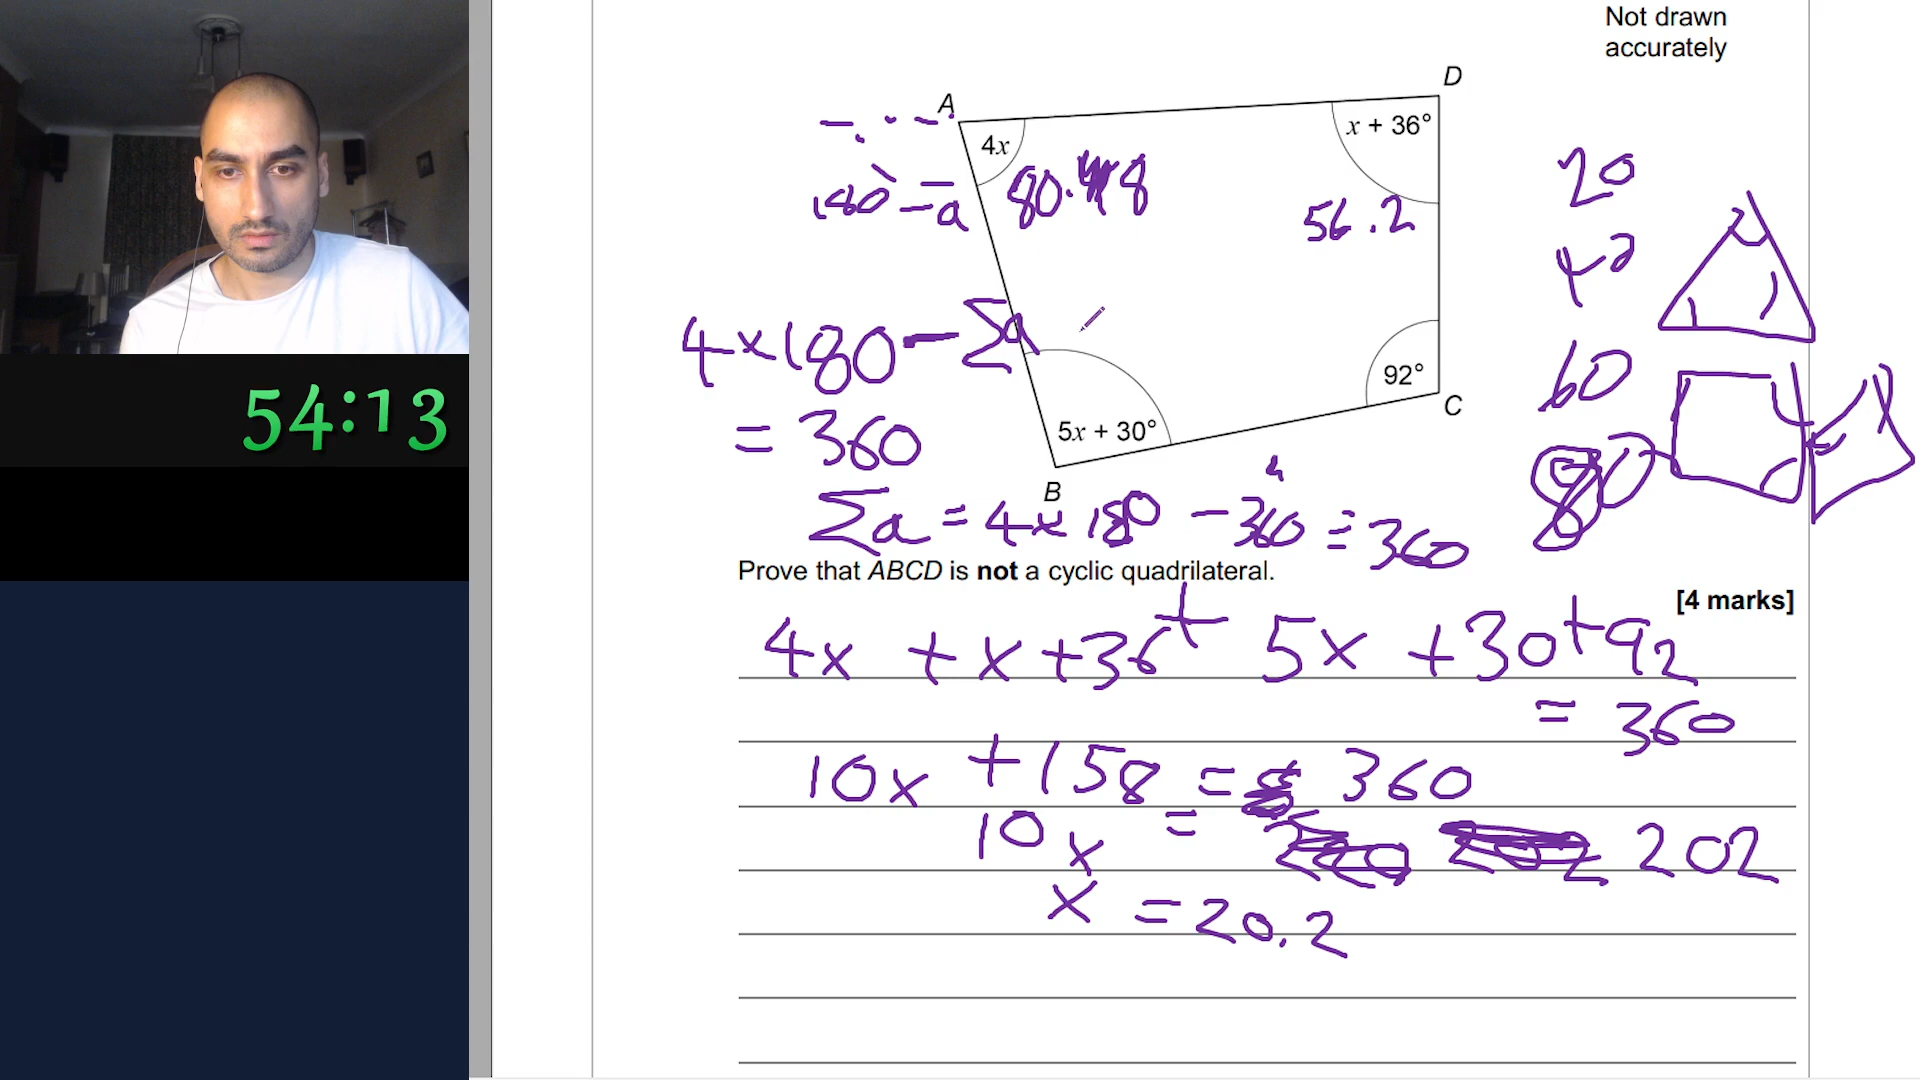 Not drawn
accurately
A
D
4x
x + 36°
180 - a
80.8
56.2
20
40
60
80
4 × 180 - Σa
= 360
92°
C
5x + 30°
B
Σa = 4 × 180 - 360 = 360
54:13
Prove that ABCD is not a cyclic quadrilateral.
[4 marks]
4x + x + 36 + 5x + 30 + 92
= 360
10x + 158 = 360
10x = 202
x = 20.2